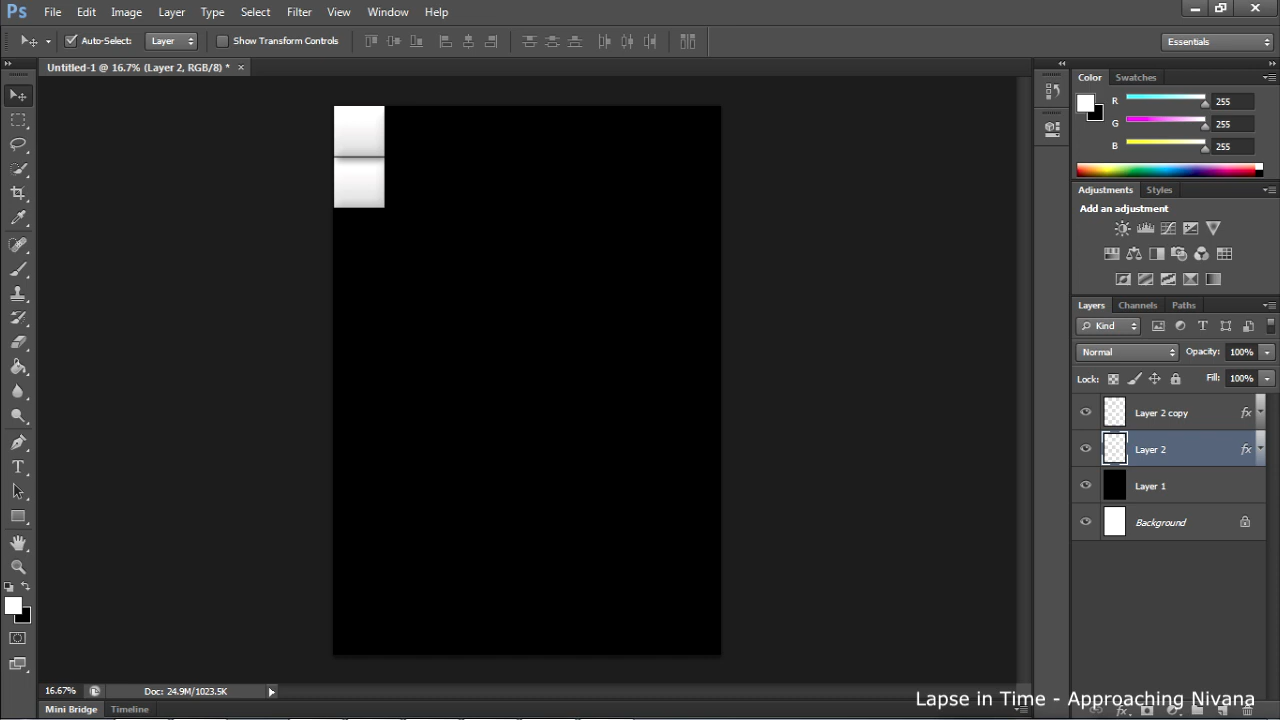 Ps File Edit Image Layer Type Select Filter View Window Help
Auto-Select: Layer Show Transform Controls Essentials
Untitled-1 @ 16.7% (Layer 2, RGB/8) * ×
Color Swatches
R 255
G 255
B 255
Adjustments Styles
Add an adjustment
Layers Channels Paths
Kind T
Normal Opacity: 100%
Lock: Fill: 100%
Layer 2 copy fx
Layer 2 fx
Layer 1
Background
T
16.67% Doc: 24.9M/1023.5K
Mini Bridge Timeline
Lapse in Time - Approaching Nivana
fx